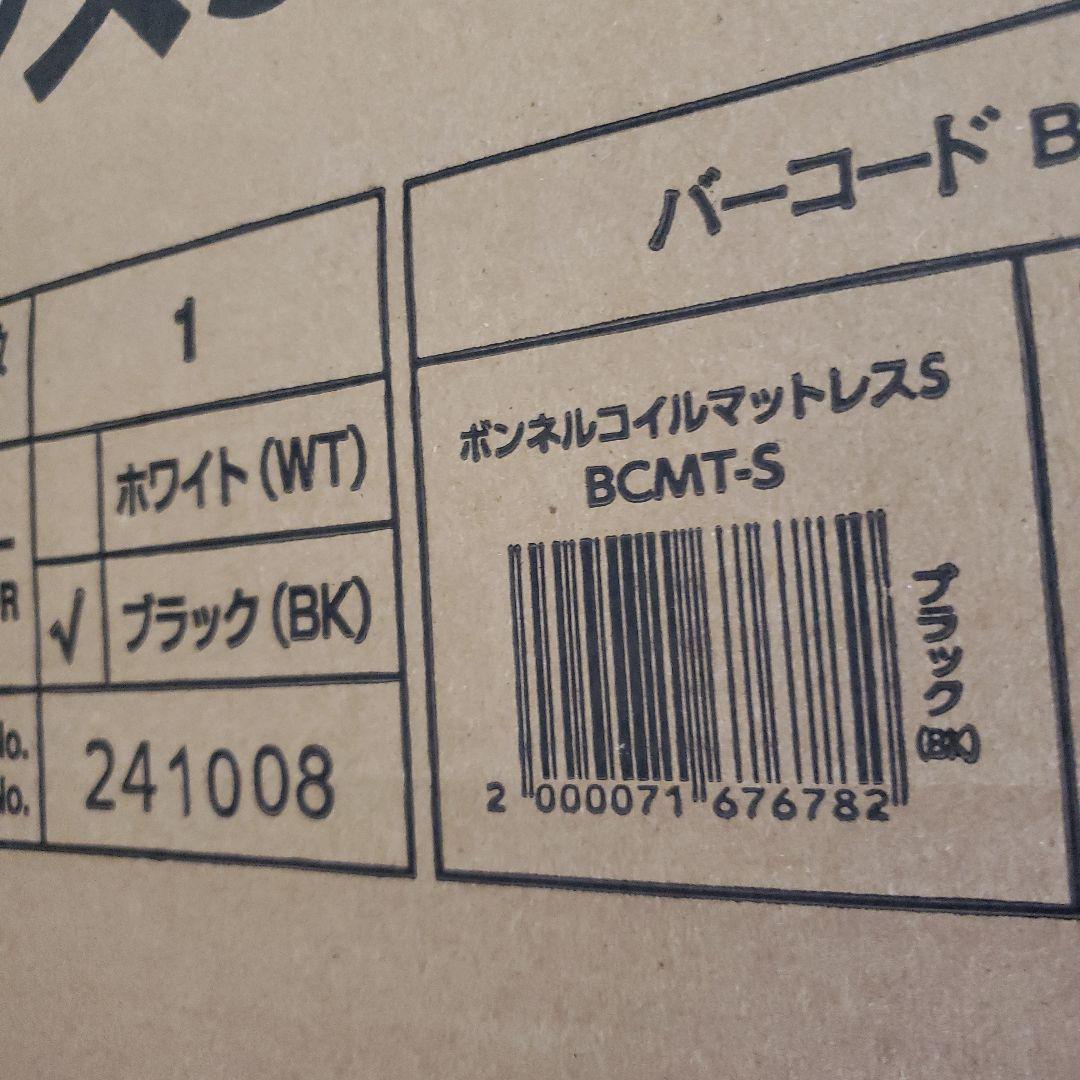 1
ホワイト(WT)
√ ブラック(BK)
No.
No.
241008
バーコード B
ボンネルコイルマットレスS
BCMT-S
ブラック(BK)
2 000071 676782